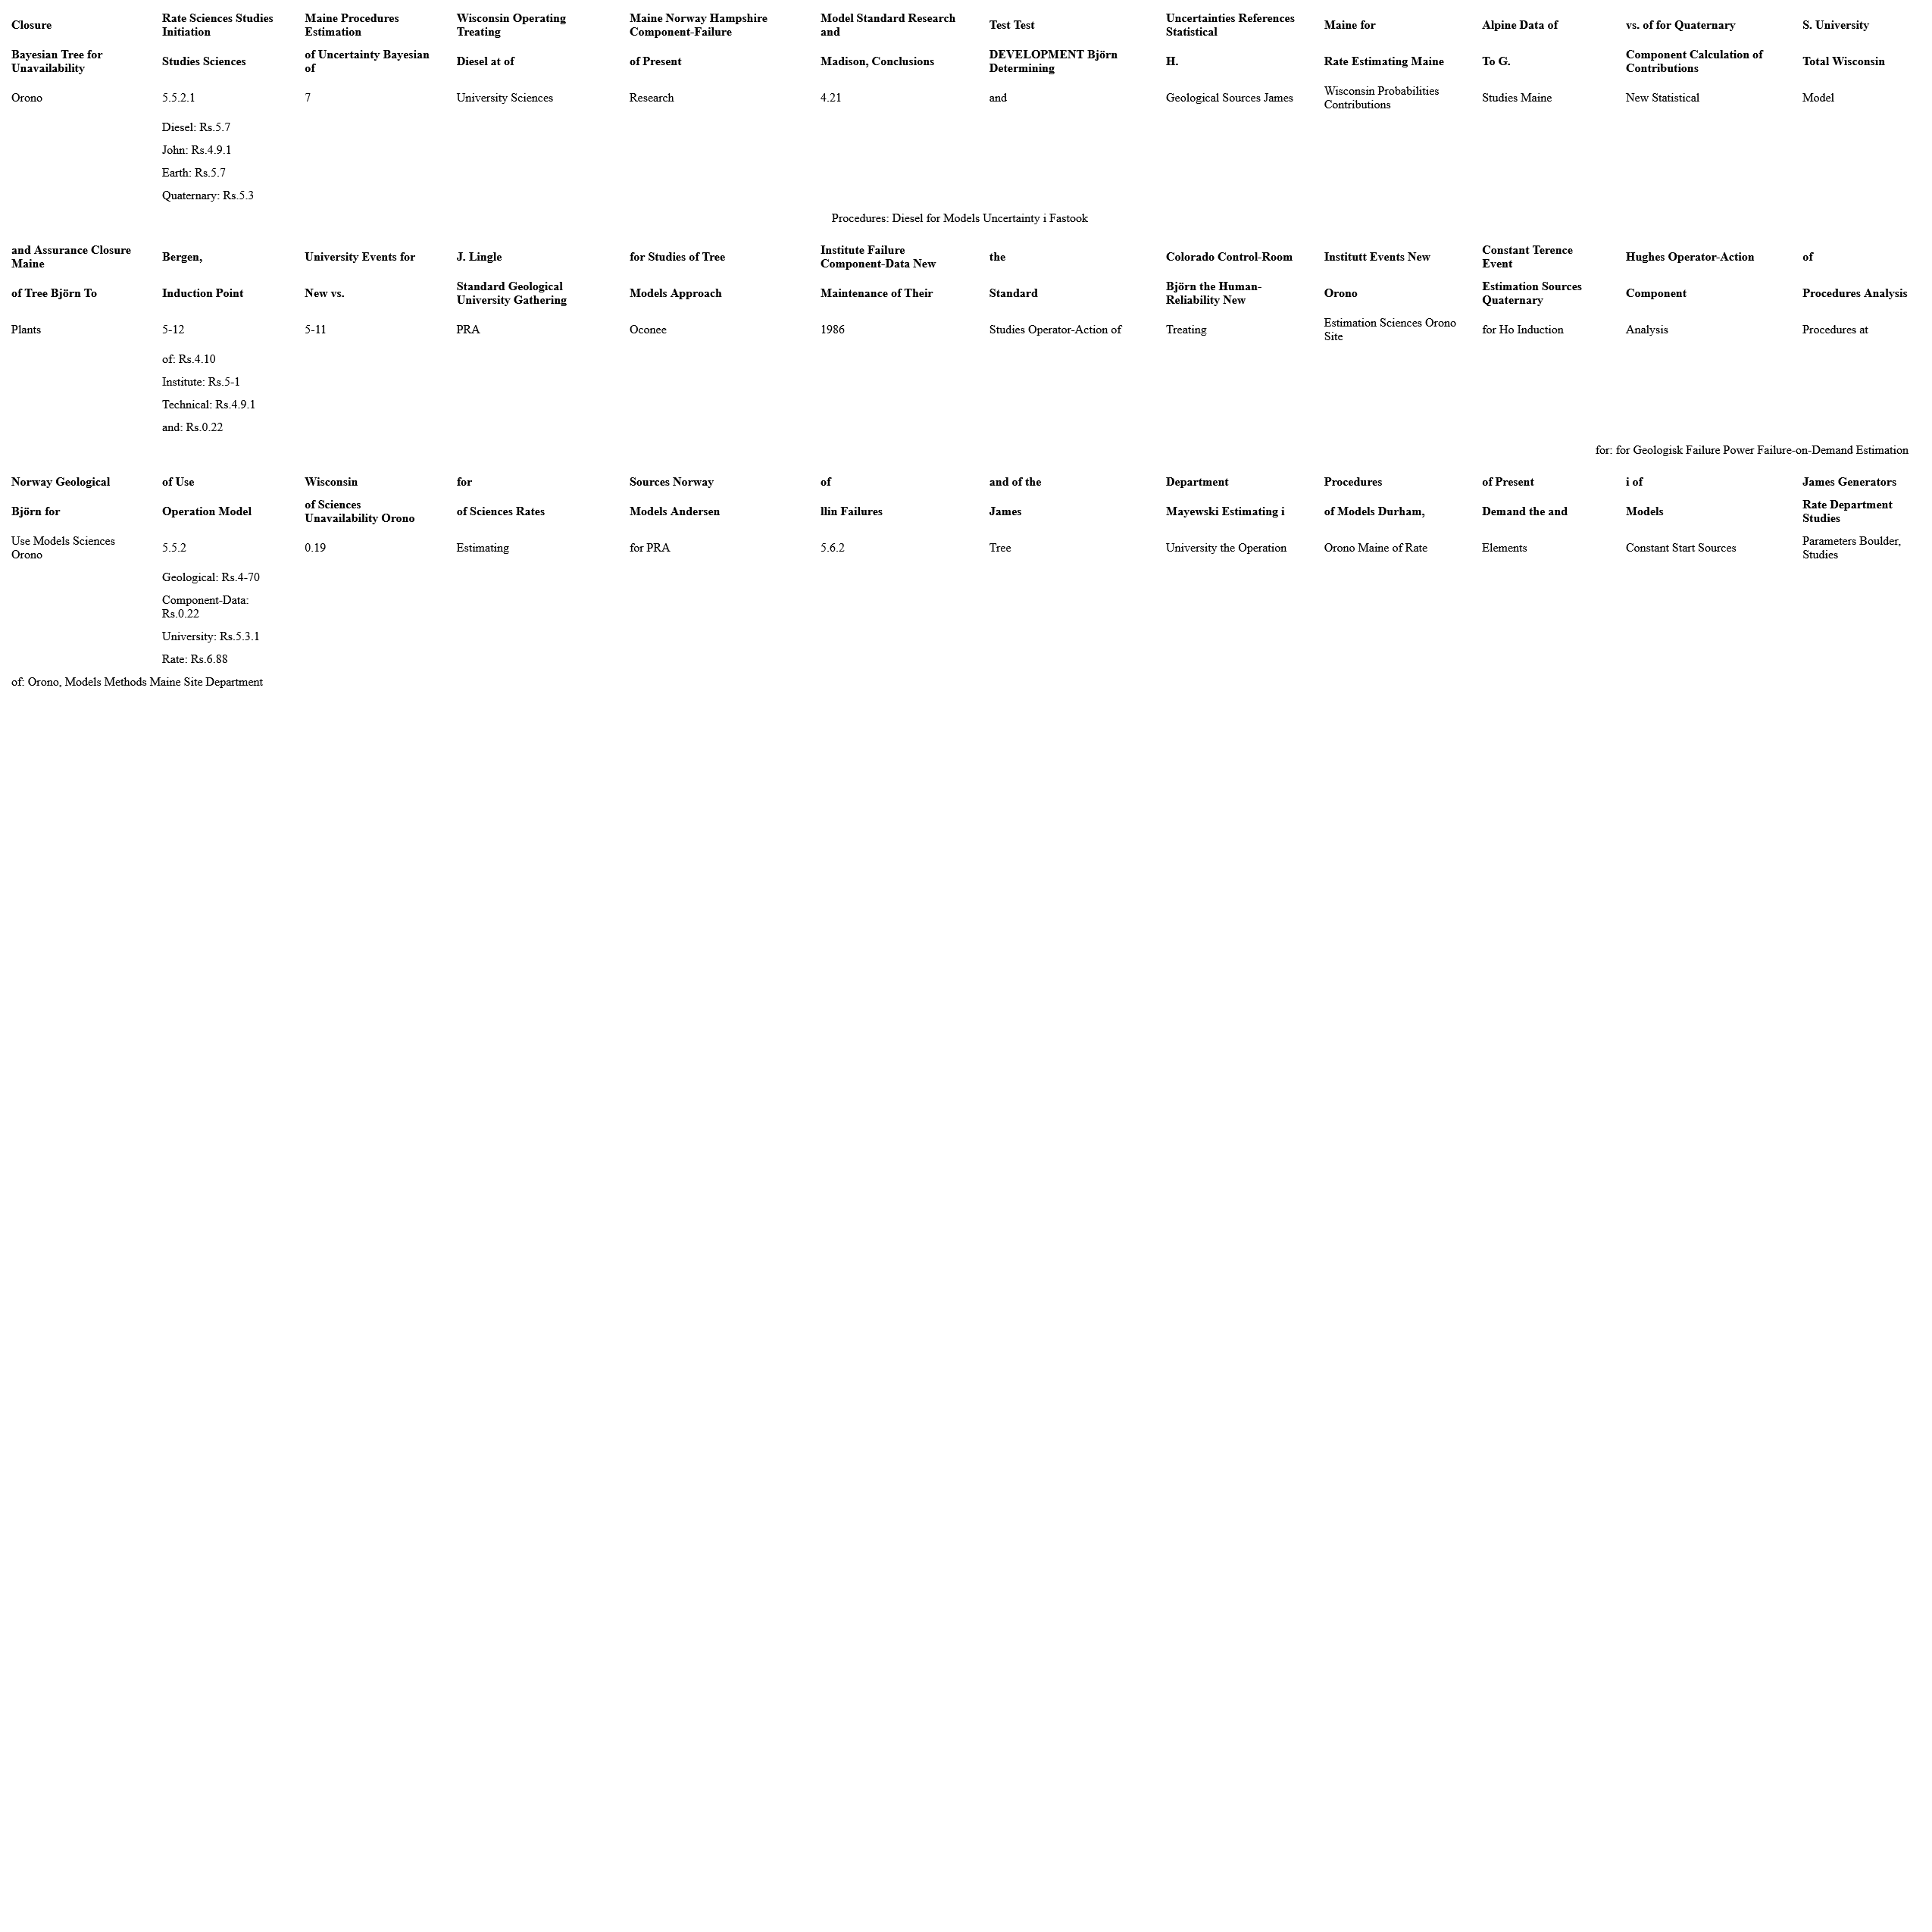 Closure
Rate Sciences Studies
Initiation
Maine Procedures
Estimation
Wisconsin Operating
Treating
Maine Norway Hampshire
Component-Failure
Model Standard Research
and
Test Test
Uncertainties References
Statistical
Maine for
Alpine Data of
vs. of for Quaternary
S. University
Bayesian Tree for
Unavailability
Studies Sciences
of Uncertainty Bayesian
of
Diesel at of
of Present
Madison, Conclusions
DEVELOPMENT Björn
Determining
H.
Rate Estimating Maine
To G.
Component Calculation of
Contributions
Total Wisconsin
Orono
5.5.2.1
7
University Sciences
Research
4.21
and
Geological Sources James
Wisconsin Probabilities
Contributions
Studies Maine
New Statistical
Model
Diesel: Rs.5.7
John: Rs.4.9.1
Earth: Rs.5.7
Quaternary: Rs.5.3
Procedures: Diesel for Models Uncertainty i Fastook
and Assurance Closure
Maine
Bergen,
University Events for
J. Lingle
for Studies of Tree
Institute Failure
Component-Data New
the
Colorado Control-Room
Institutt Events New
Constant Terence
Event
Hughes Operator-Action
of
of Tree Björn To
Induction Point
New vs.
Standard Geological
University Gathering
Models Approach
Maintenance of Their
Standard
Björn the Human-
Reliability New
Orono
Estimation Sources
Quaternary
Component
Procedures Analysis
Plants
5-12
5-11
PRA
Oconee
1986
Studies Operator-Action of
Treating
Estimation Sciences Orono
Site
for Ho Induction
Analysis
Procedures at
of: Rs.4.10
Institute: Rs.5-1
Technical: Rs.4.9.1
and: Rs.0.22
for: for Geologisk Failure Power Failure-on-Demand Estimation
Norway Geological
of Use
Wisconsin
for
Sources Norway
of
and of the
Department
Procedures
of Present
i of
James Generators
Björn for
Operation Model
of Sciences
Unavailability Orono
of Sciences Rates
Models Andersen
llin Failures
James
Mayewski Estimating i
of Models Durham,
Demand the and
Models
Rate Department
Studies
Use Models Sciences
Orono
5.5.2
0.19
Estimating
for PRA
5.6.2
Tree
University the Operation
Orono Maine of Rate
Elements
Constant Start Sources
Parameters Boulder,
Studies
Geological: Rs.4-70
Component-Data:
Rs.0.22
University: Rs.5.3.1
Rate: Rs.6.88
of: Orono, Models Methods Maine Site Department